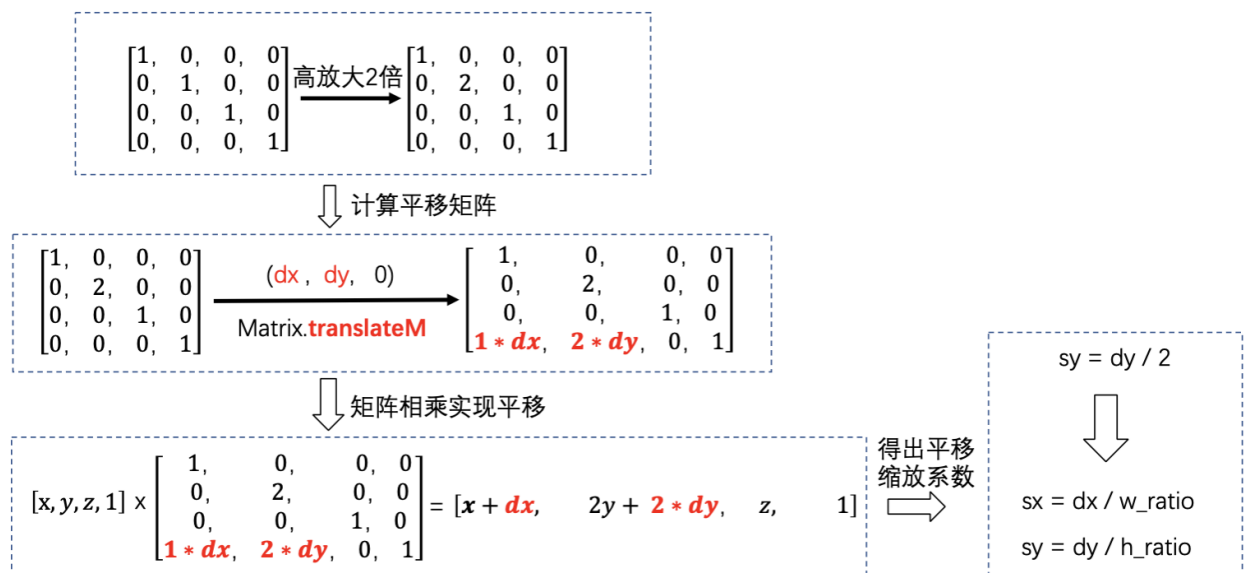 [1, 0, 0, 0] 高放大2倍 [1, 0, 0, 0]
[0, 1, 0, 0] [0, 2, 0, 0]
[0, 0, 1, 0] [0, 0, 1, 0]
[0, 0, 0, 1] [0, 0, 0, 1]
计算平移矩阵
[1, 0, 0, 0] (dx, dy, 0) [1, 0, 0, 0]
[0, 2, 0, 0] [0, 2, 0, 0]
[0, 0, 1, 0] Matrix.translateM [0, 0, 1, 0]
[0, 0, 0, 1] [1 * dx, 2 * dy, 0, 1]
矩阵相乘实现平移
[1, 0, 0, 0]
[x, y, z, 1] × [0, 2, 0, 0] = [x + dx, 2y + 2 * dy, z, 1]
[0, 0, 1, 0]
[1 * dx, 2 * dy, 0, 1]
得出平移
缩放系数
sy = dy / 2
sx = dx / w_ratio
sy = dy / h_ratio